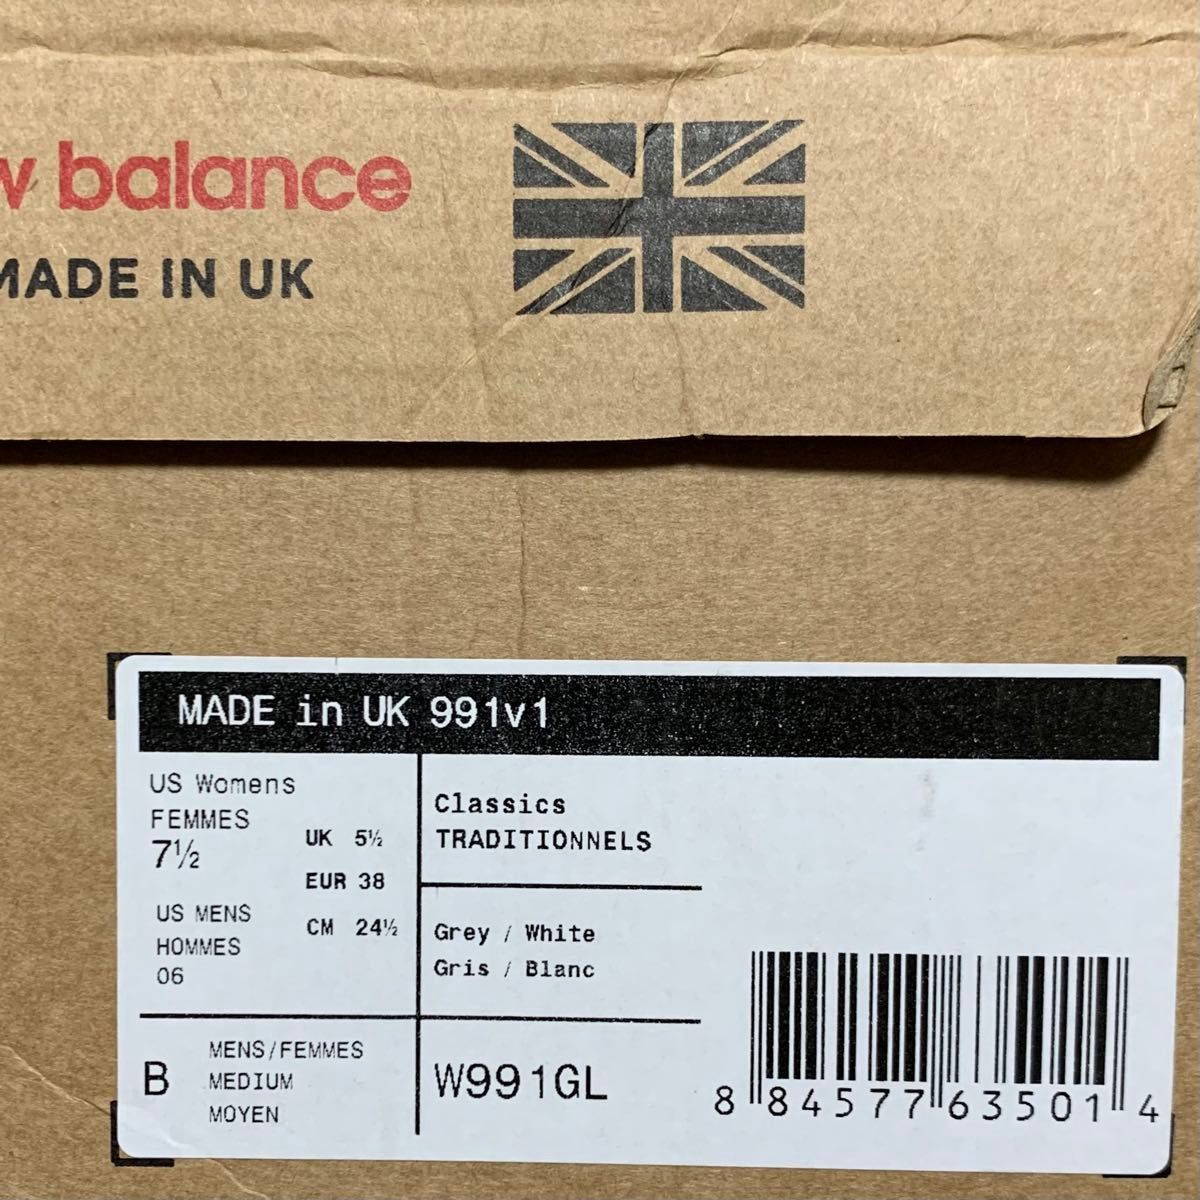 w balance
MADE IN UK
MADE in UK 991v1
US Womens
FEMMES
7½
UK 5½
EUR 38
US MENS
HOMMES
06
CM 24½
Classics
TRADITIONNELS
Grey / White
Gris / Blanc
B
MENS/FEMMES
MEDIUM
MOYEN
W991GL
8 84577 63501 4